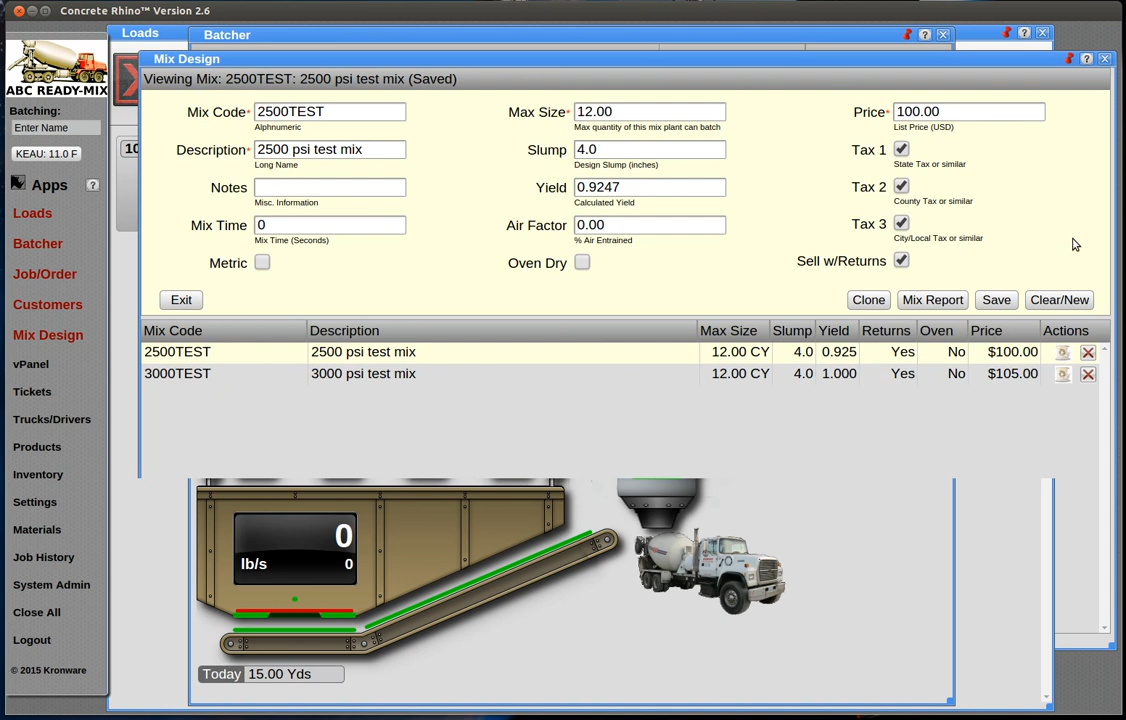 Concrete Rhino™ Version 2.6
Loads
Batcher
?
?
ABC READY-MIX
Batching:
Enter Name
KEAU: 11.0 F
Apps ?
Loads
Batcher
Job/Order
Customers
Mix Design
vPanel
Tickets
Trucks/Drivers
Products
Inventory
Settings
Materials
Job History
System Admin
Close All
Logout
© 2015 Kronware
10
Mix Design
?
Viewing Mix: 2500TEST: 2500 psi test mix (Saved)
Mix Code* 2500TEST
Alphnumeric
Description* 2500 psi test mix
Long Name
Notes
Misc. Information
Mix Time 0
Mix Time (Seconds)
Metric
Max Size* 12.00
Max quantity of this mix plant can batch
Slump 4.0
Design Slump (inches)
Yield 0.9247
Calculated Yield
Air Factor 0.00
% Air Entrained
Oven Dry
Price* 100.00
List Price (USD)
Tax 1
State Tax or similar
Tax 2
County Tax or similar
Tax 3
City/Local Tax or similar
Sell w/Returns
Exit Clone Mix Report Save Clear/New
Mix Code Description Max Size Slump Yield Returns Oven Price Actions
2500TEST 2500 psi test mix 12.00 CY 4.0 0.925 Yes No $100.00
3000TEST 3000 psi test mix 12.00 CY 4.0 1.000 Yes No $105.00
0
lb/s 0
Today 15.00 Yds